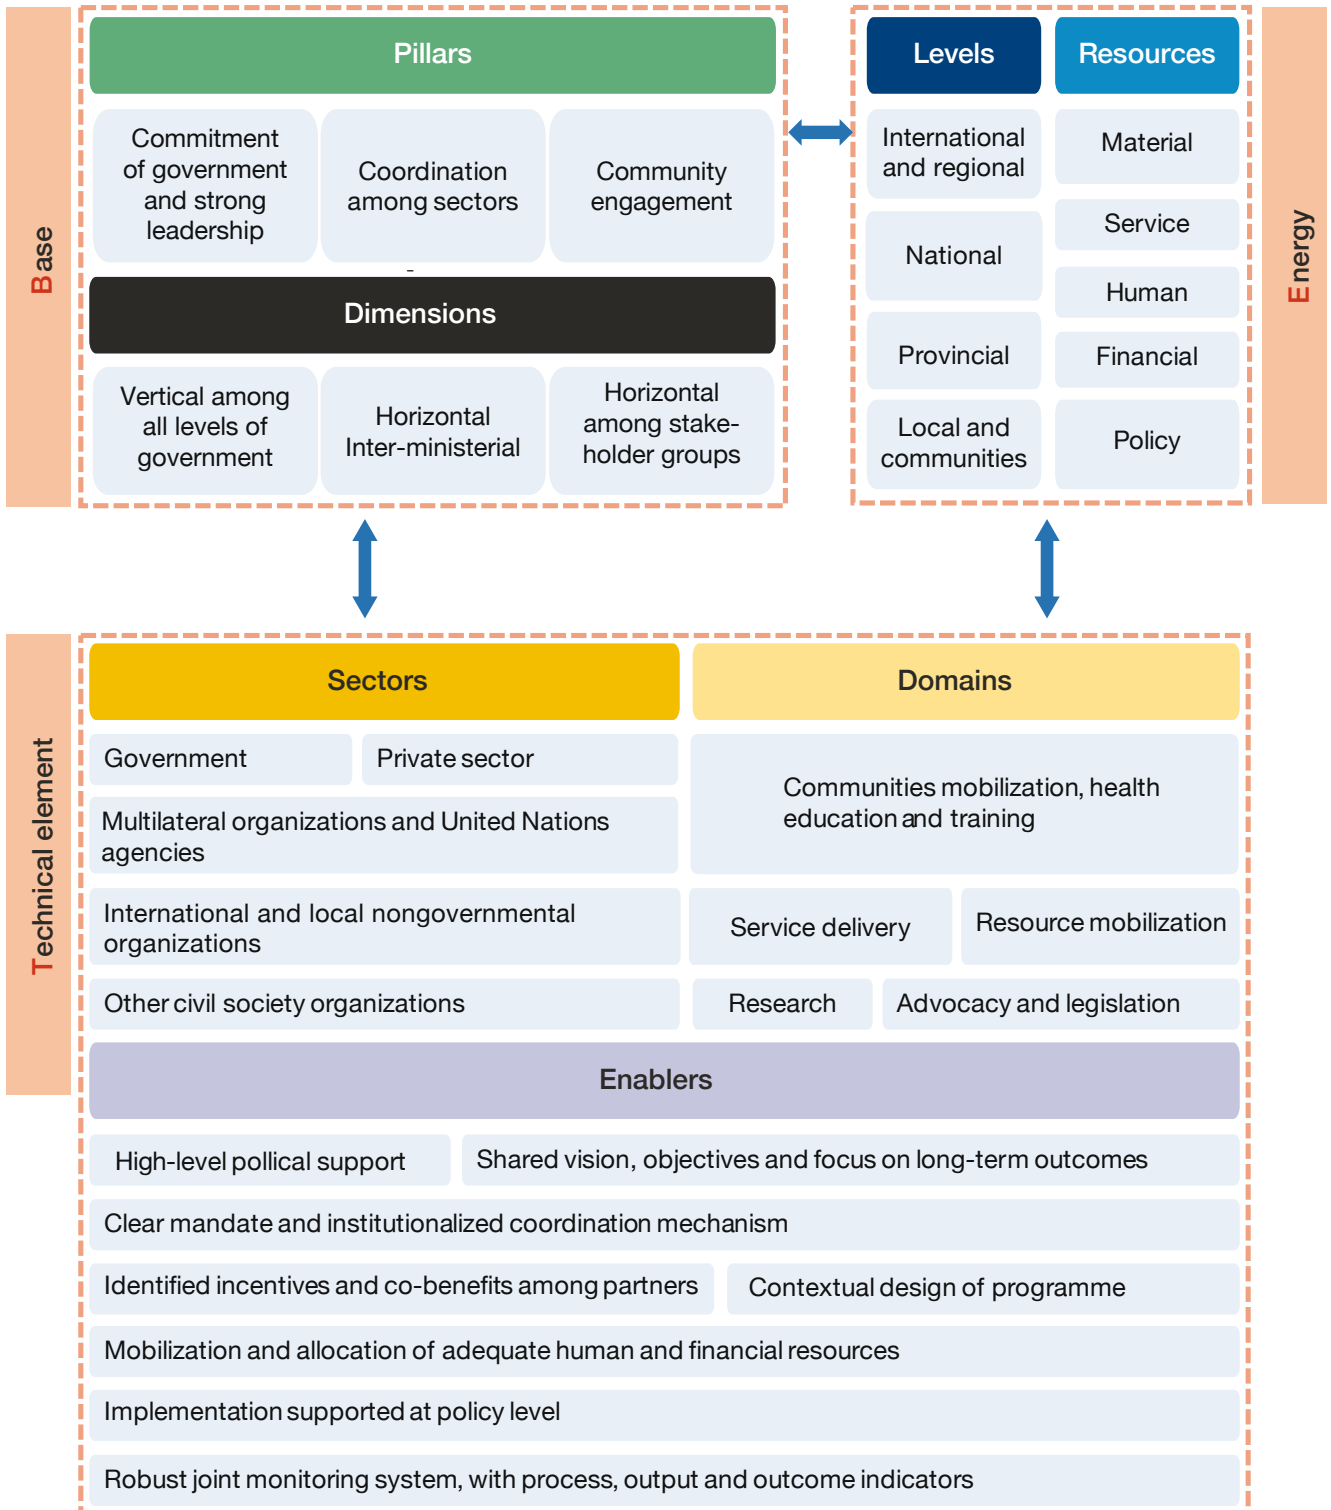 Base
Pillars
Commitment
of government
and strong
leadership
Coordination
among sectors
Community
engagement
-
Dimensions
Vertical among
all levels of
government
Horizontal
Inter-ministerial
Horizontal
among stake-
holder groups
Levels
International
and regional
National
Provincial
Local and
communities
Resources
Material
Service
Human
Financial
Policy
Energy
Technical element
Sectors
Government
Private sector
Multilateral organizations and United Nations
agencies
International and local nongovernmental
organizations
Other civil society organizations
Domains
Communities mobilization, health
education and training
Service delivery
Resource mobilization
Research
Advocacy and legislation
Enablers
High-level pollical support
Shared vision, objectives and focus on long-term outcomes
Clear mandate and institutionalized coordination mechanism
Identified incentives and co-benefits among partners
Contextual design of programme
Mobilization and allocation of adequate human and financial resources
Implementation supported at policy level
Robust joint monitoring system, with process, output and outcome indicators